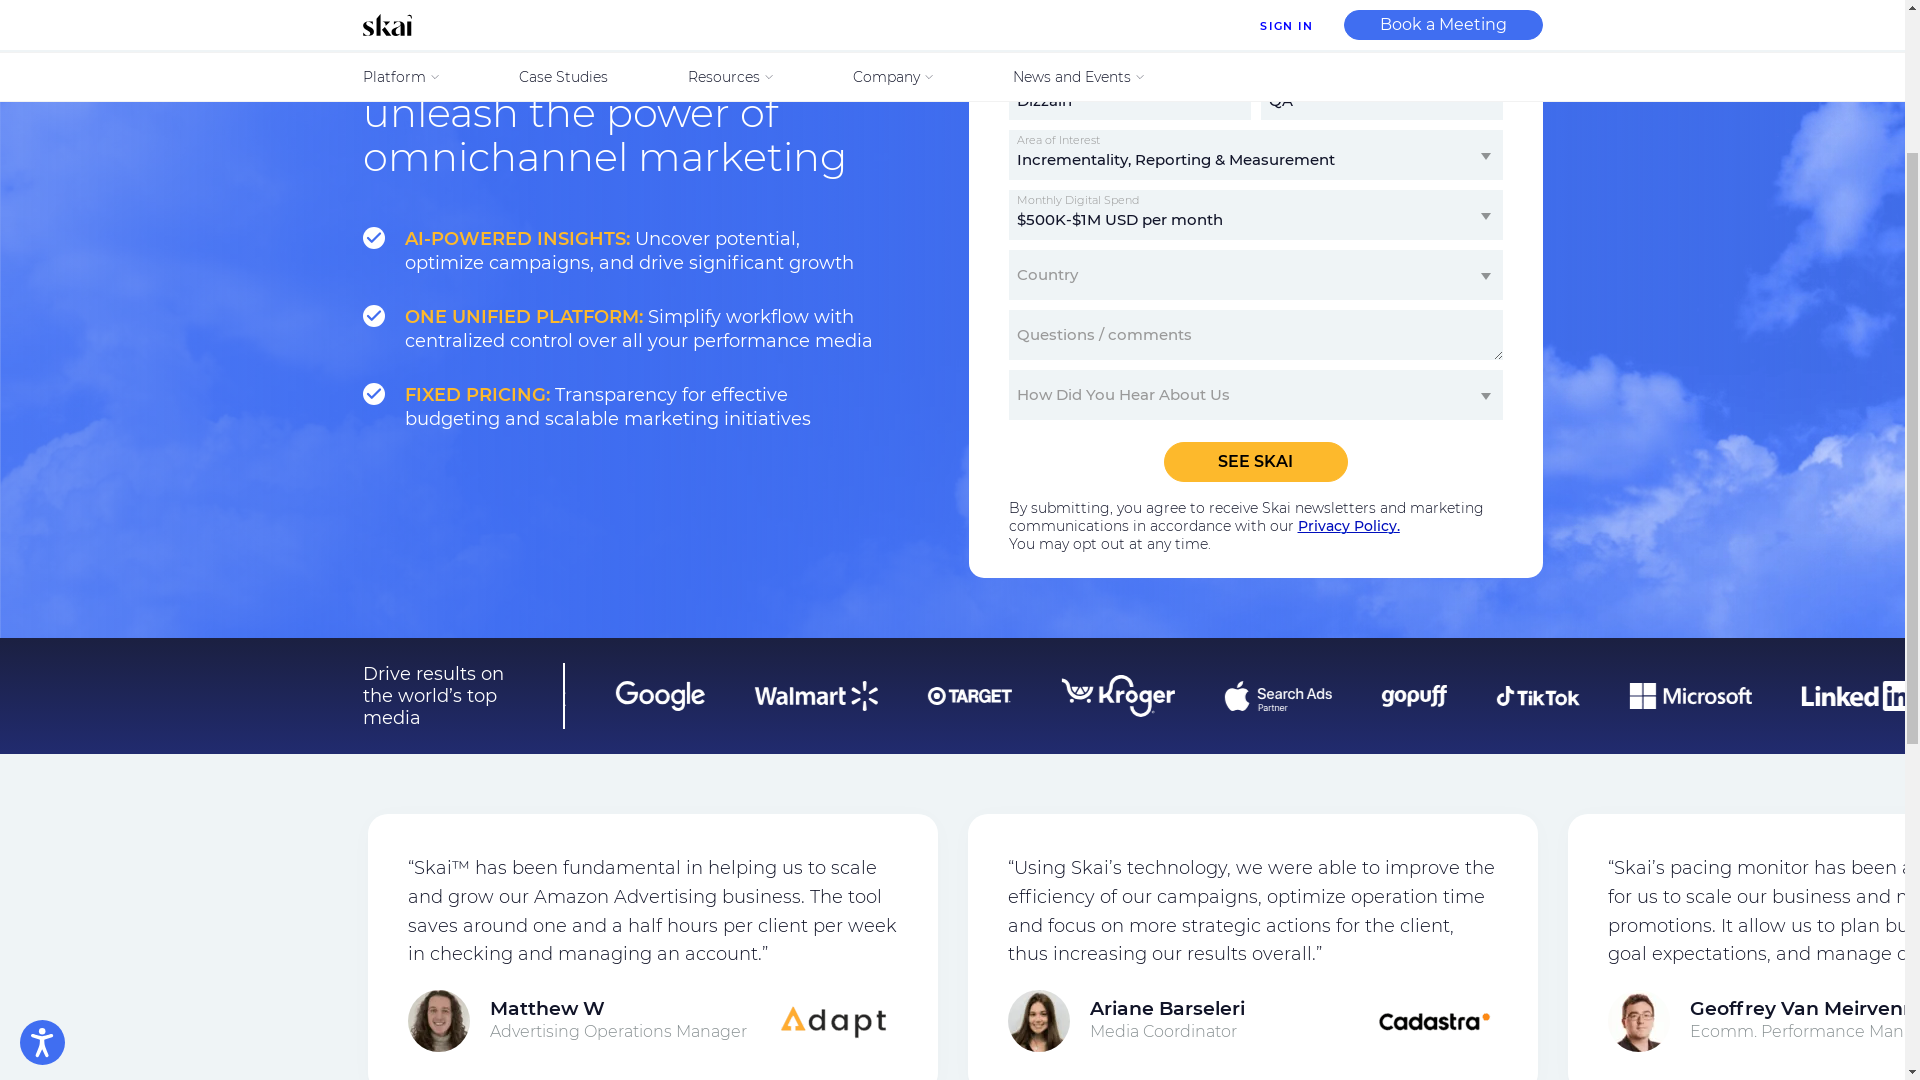 skai
SIGN IN
Book a Meeting
Platform
Case Studies
Resources
Company
News and Events
unleash the power of
omnichannel marketing
AI-POWERED INSIGHTS: Uncover potential,
optimize campaigns, and drive significant growth
ONE UNIFIED PLATFORM: Simplify workflow with
centralized control over all your performance media
FIXED PRICING: Transparency for effective
budgeting and scalable marketing initiatives
Dizzain
QA
Area of Interest
Incrementality, Reporting & Measurement
Monthly Digital Spend
$500K-$1M USD per month
Country
Questions / comments
How Did You Hear About Us
SEE SKAI
By submitting, you agree to receive Skai newsletters and marketing
communications in accordance with our Privacy Policy.
You may opt out at any time.
Drive results on
the world’s top
media
Google
Walmart
TARGET
Kroger
Search Ads
Partner
gopuff
TikTok
Microsoft
Linked in
“Skai™ has been fundamental in helping us to scale
and grow our Amazon Advertising business. The tool
saves around one and a half hours per client per week
in checking and managing an account.”
Matthew W
Advertising Operations Manager
Adapt
“Using Skai’s technology, we were able to improve the
efficiency of our campaigns, optimize operation time
and focus on more strategic actions for the client,
thus increasing our results overall.”
Ariane Barseleri
Media Coordinator
Cadastra
“Skai’s pacing monitor has been
for us to scale our business and
promotions. It allow us to plan
goal expectations, and manage
Geoffrey Van
Ecomm. Performance